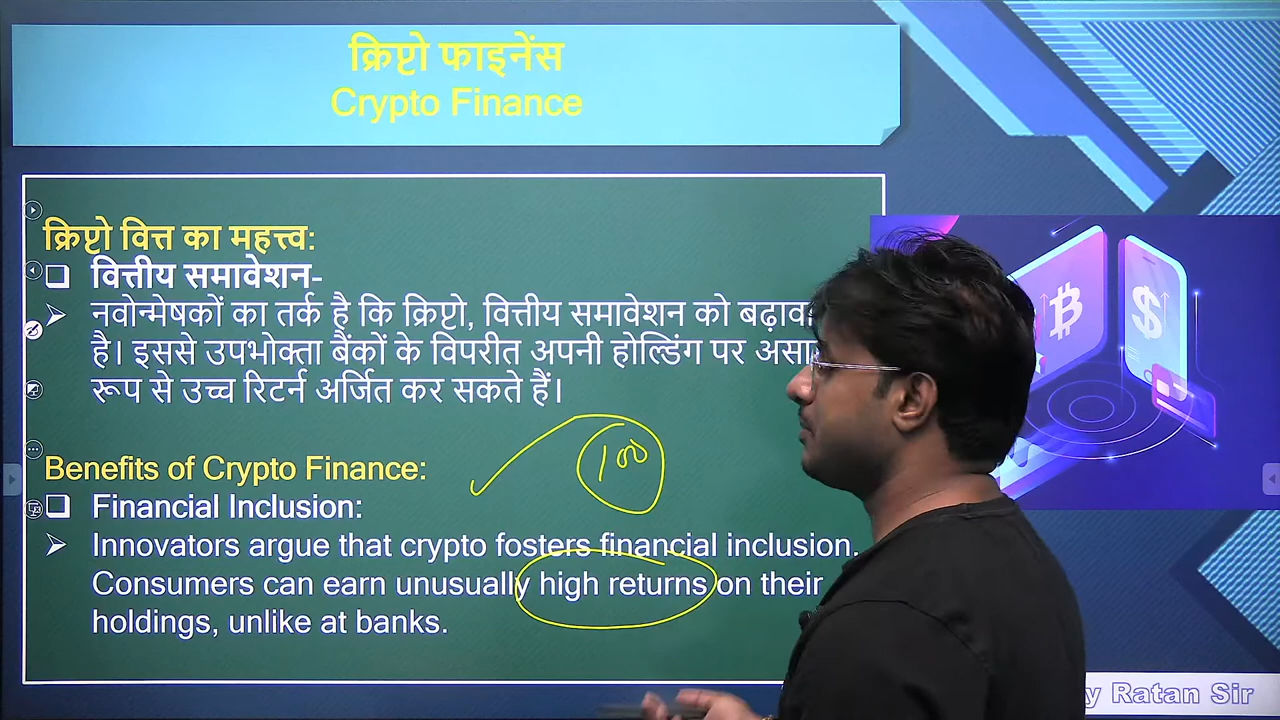 क्रिप्टो फाइनेंस
Crypto Finance
क्रिप्टो वित्त का महत्त्व:
वित्तीय समावेशन-
नवोन्मेषकों का तर्क है कि क्रिप्टो, वित्तीय समावेशन को
है। इससे उपभोक्ता बैंकों के विपरीत अपनी होल्डिंग पर
रूप से उच्च रिटर्न अर्जित कर सकते हैं।
100
Benefits of Crypto Finance:
Financial Inclusion:
Innovators argue that crypto fosters financial inclusion.
Consumers can earn unusually high returns on their
holdings, unlike at banks.
Ratan Sir